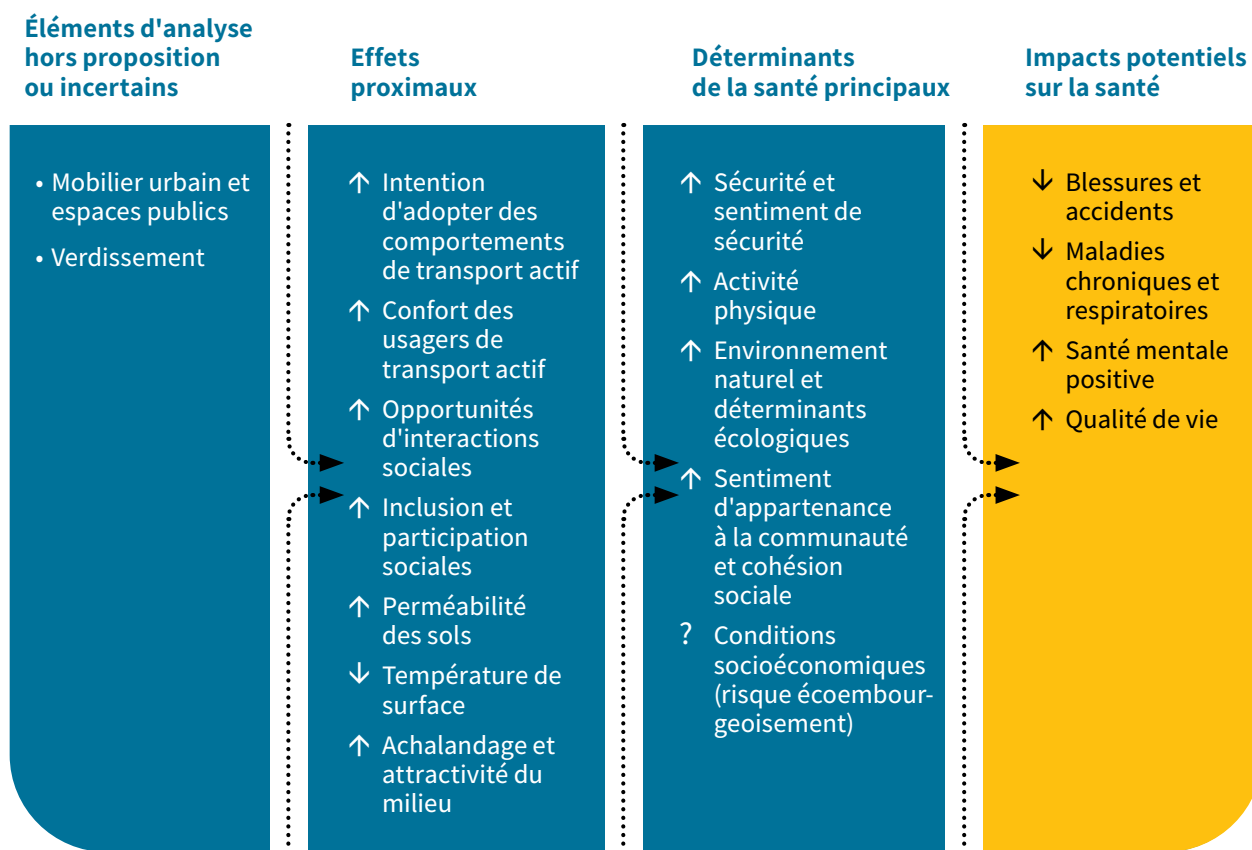 Éléments d'analyse
hors proposition
ou incertains
Effets
proximaux
Déterminants
de la santé principaux
Impacts potentiels
sur la santé
• Mobilier urbain et
espaces publics
• Verdissement
↑ Intention
d'adopter des
comportements
de transport actif
↑ Confort des
usagers de
transport actif
↑ Opportunités
d'interactions
sociales
↑ Inclusion et
participation
sociales
↑ Perméabilité
des sols
↓ Température de
surface
↑ Achalandage et
attractivité du
milieu
↑ Sécurité et
sentiment de
sécurité
↑ Activité
physique
↑ Environnement
naturel et
déterminants
écologiques
↑ Sentiment
d'appartenance
à la communauté
et cohésion
sociale
? Conditions
socioéconomiques
(risque écoembour-
geoisement)
↓ Blessures et
accidents
↓ Maladies
chroniques et
respiratoires
↑ Santé mentale
positive
↑ Qualité de vie